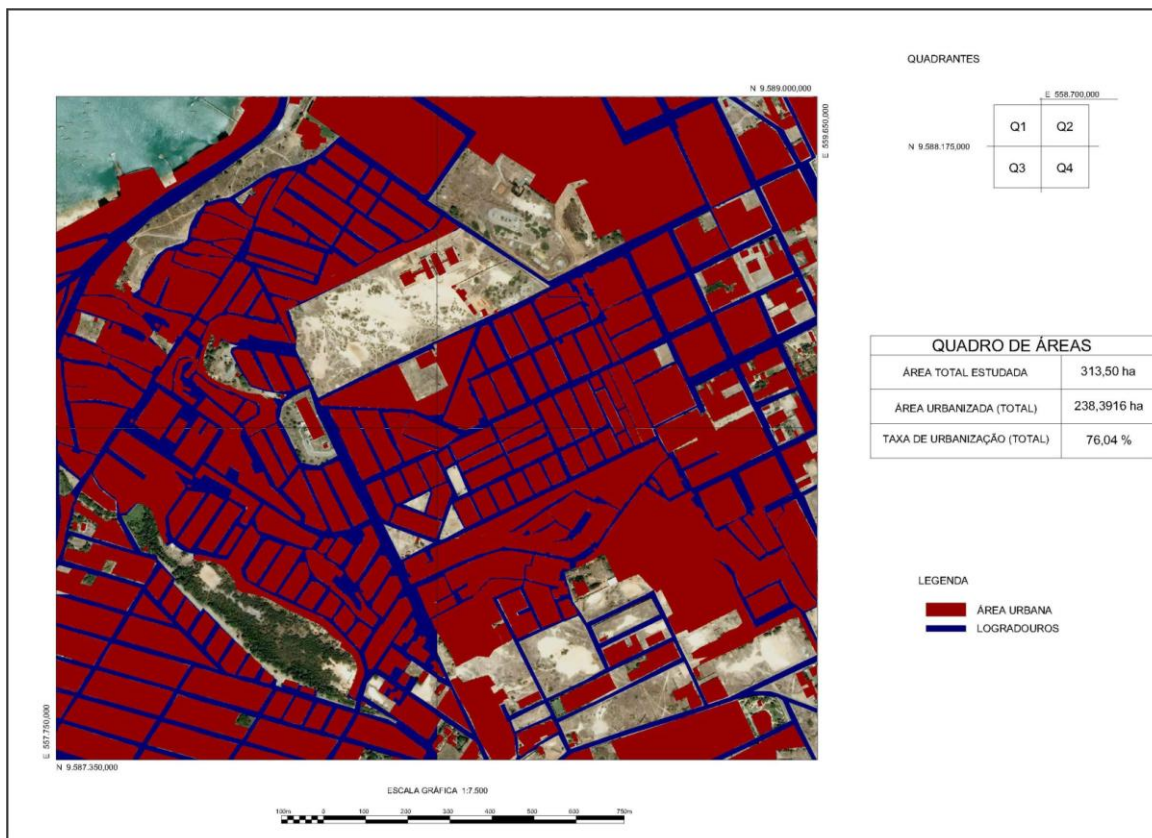 QUADRANTES
N 9.589.000,000
E 559.650,000
E 558.700,000
Q1 Q2
N 9.588.175,000
Q3 Q4
QUADRO DE ÁREAS
ÁREA TOTAL ESTUDADA 313,50 ha
ÁREA URBANIZADA (TOTAL) 238,3916 ha
TAXA DE URBANIZAÇÃO (TOTAL) 76,04 %
LEGENDA
ÁREA URBANA
LOGRADOUROS
E 557.750,000
N 9.587.350,000
ESCALA GRÁFICA 1:7.500
100m 0 100 200 300 400 500 600 750m